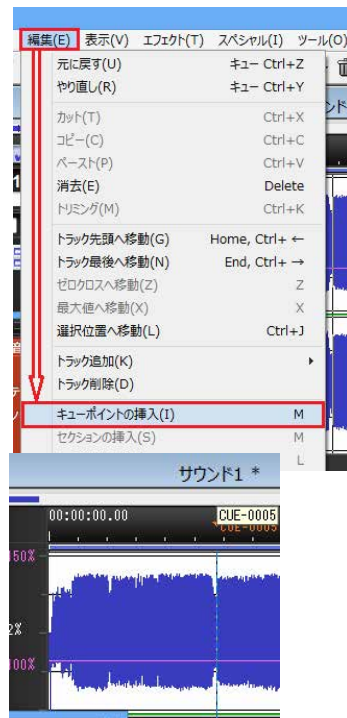 編集(E) 表示(V) エフェクト(T) スペシャル(I) ツール(O)
元に戻す(U) キュー Ctrl+Z
やり直し(R) キュー Ctrl+Y
カット(T) Ctrl+X
コピー(C) Ctrl+C
ペースト(P) Ctrl+V
消去(E) Delete
トリミング(M) Ctrl+K
トラック先頭へ移動(G) Home, Ctrl+ ←
トラック最後へ移動(N) End, Ctrl+ →
ゼロクロスへ移動(Z) Z
最大値へ移動(X) X
選択位置へ移動(L) Ctrl+J
トラック追加(K)
トラック削除(D)
キューポイントの挿入(I) M
セクションの挿入(S) M
L
サウンド1 *
00:00:00.00 CUE-0005
CUE-0005
150%
2%
100%